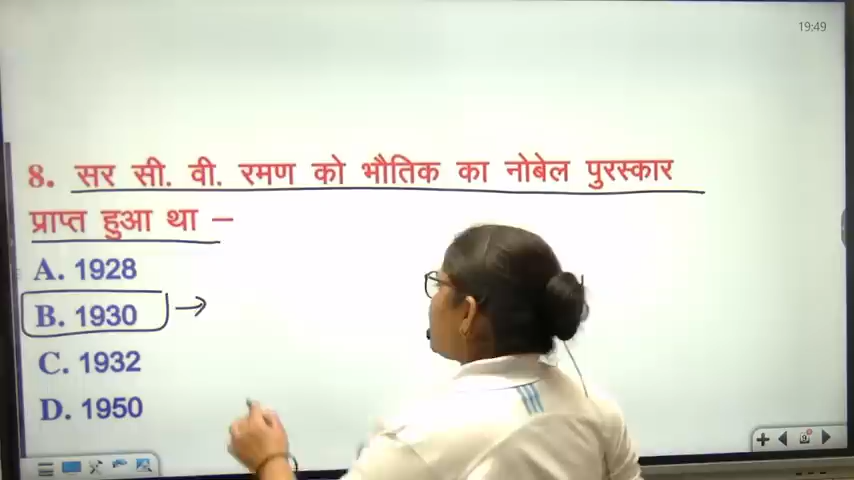 19:49
8. सर सी. वी. रमण को भौतिक का नोबेल पुरस्कार
प्राप्त हुआ था –
A. 1928
B. 1930
C. 1932
D. 1950